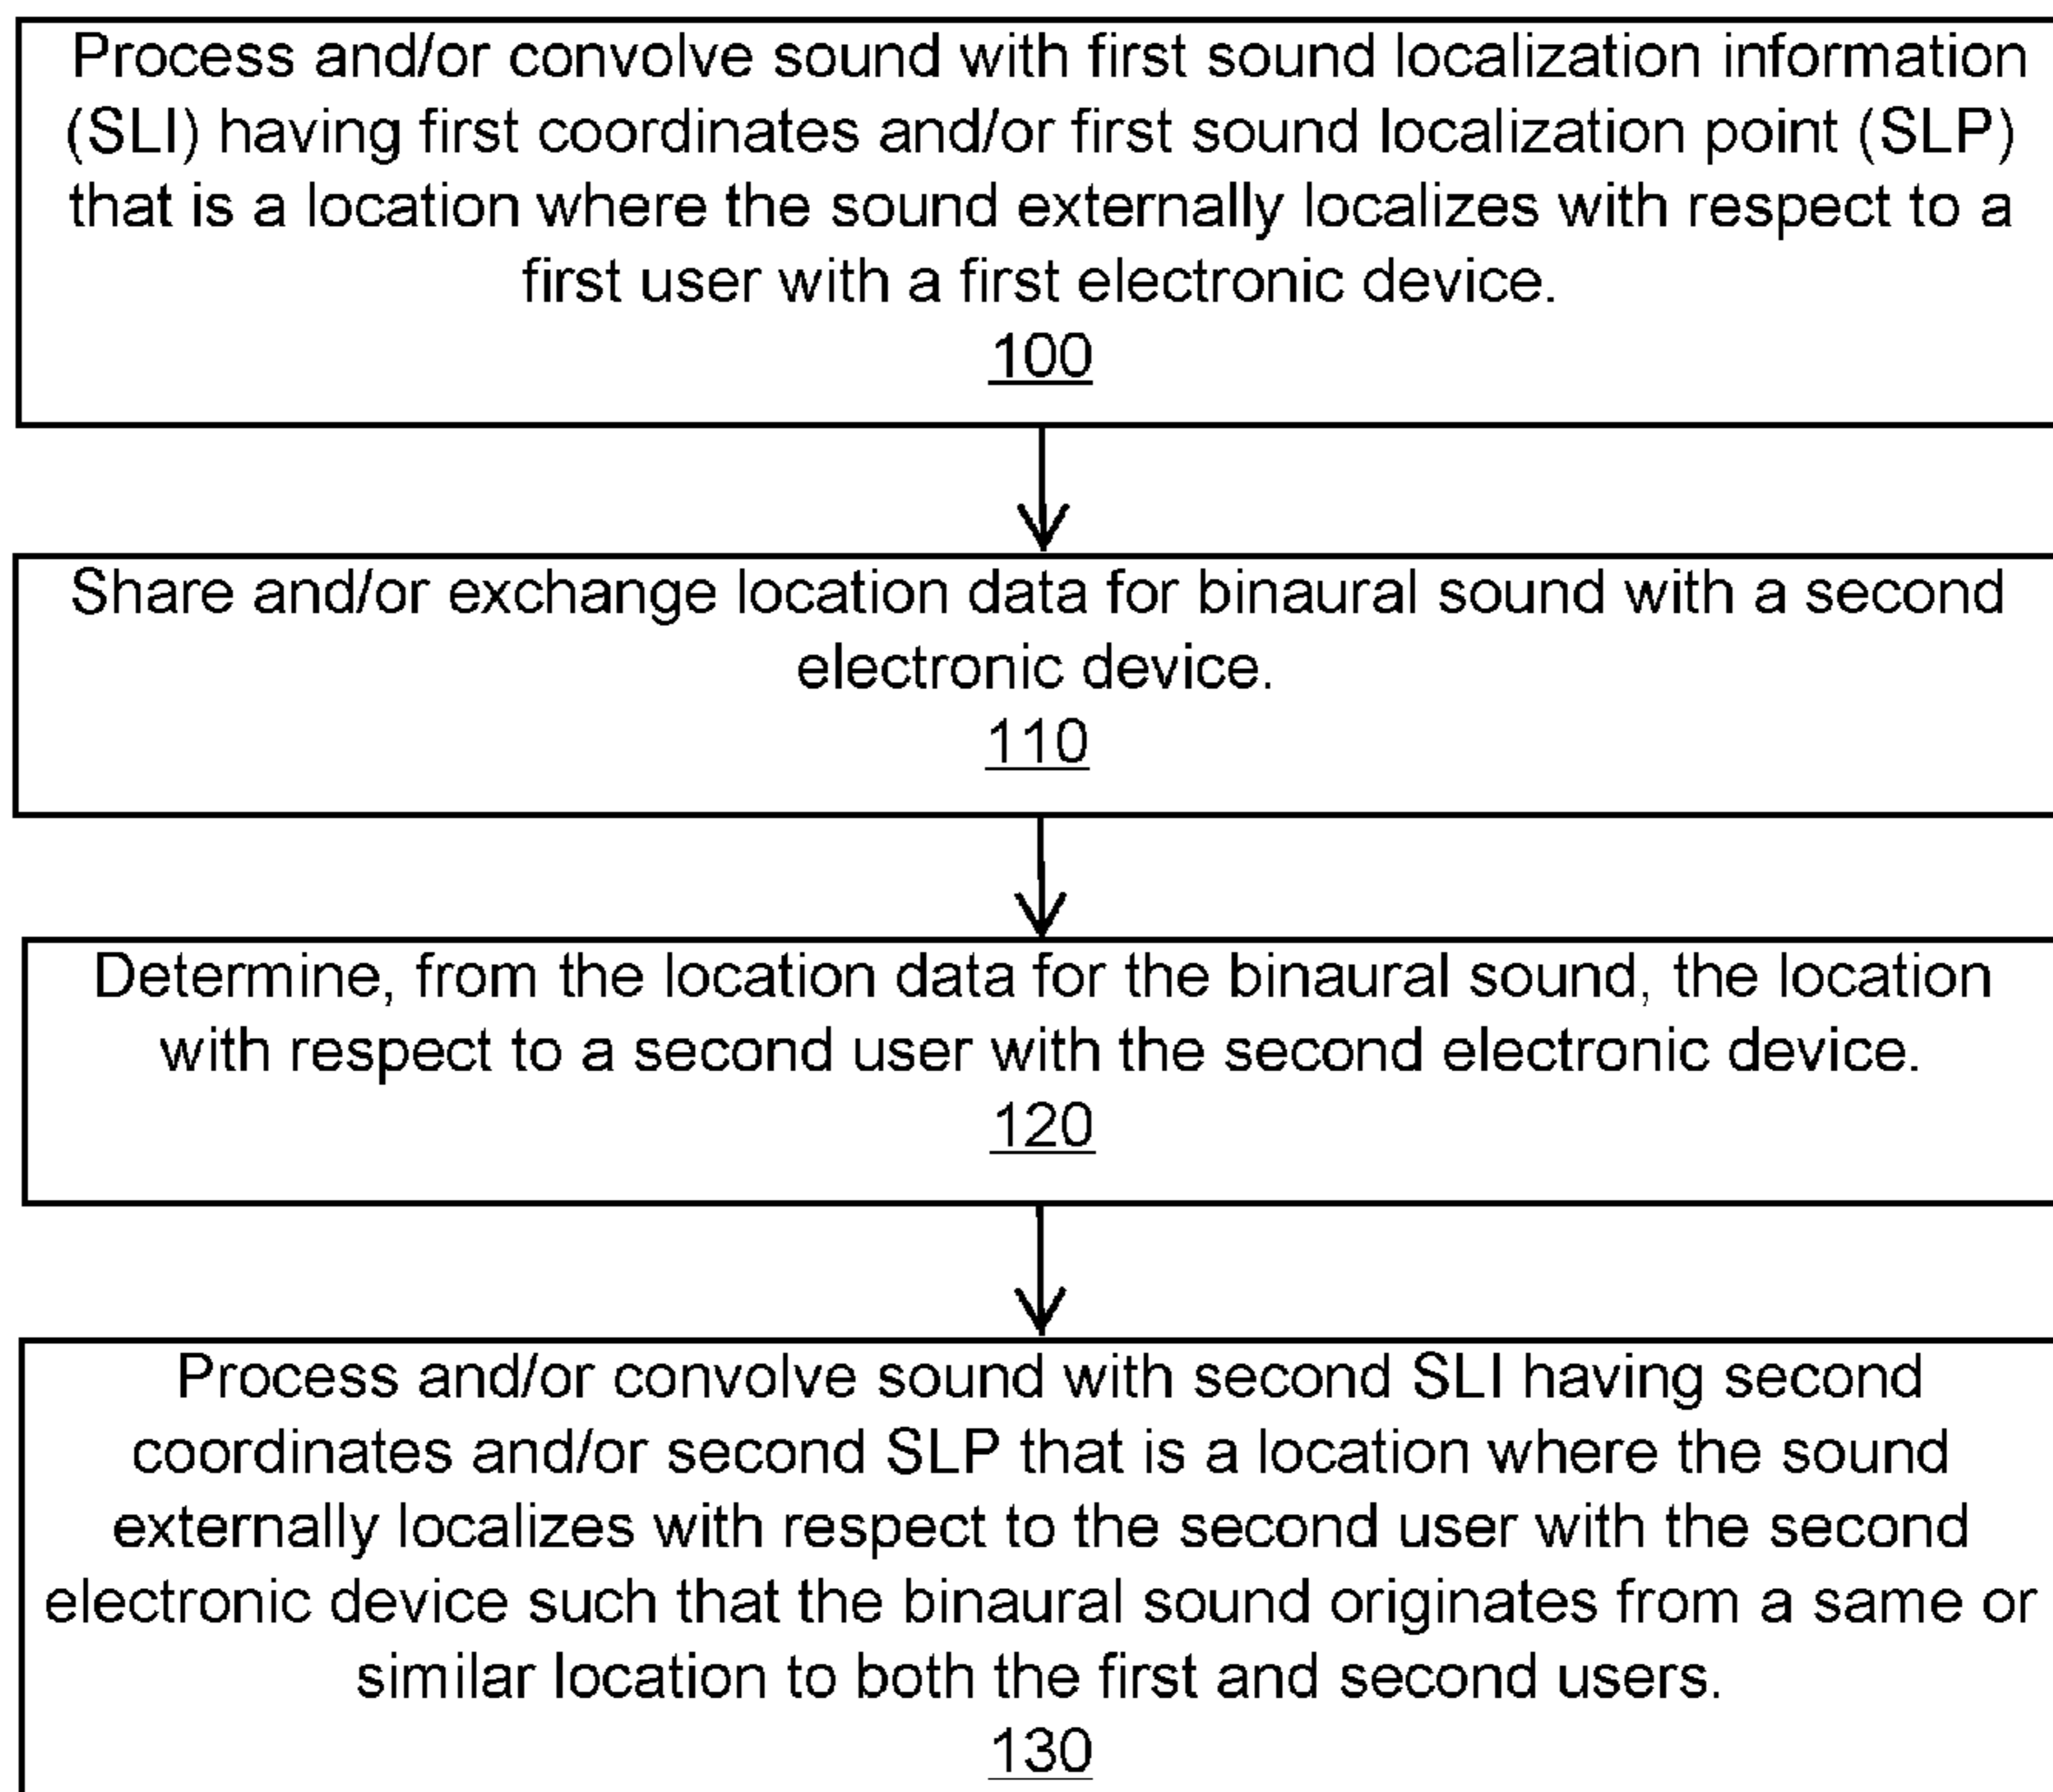 Process and/or convolve sound with first sound localization information
(SLI) having first coordinates and/or first sound localization point (SLP)
that is a location where the sound externally localizes with respect to a
first user with a first electronic device.
100
Share and/or exchange location data for binaural sound with a second
electronic device.
110
Determine, from the location data for the binaural sound, the location
with respect to a second user with the second electronic device.
120
Process and/or convolve sound with second SLI having second
coordinates and/or second SLP that is a location where the sound
externally localizes with respect to the second user with the second
electronic device such that the binaural sound originates from a same or
similar location to both the first and second users.
130